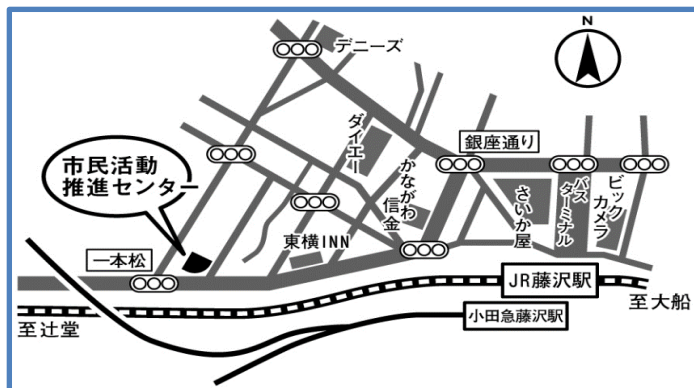 N
デニーズ
銀座通り
ダイエー
かながわ
信金
さいか屋
バス
ターミナル
ビック
カメラ
市民活動
推進センター
東横INN
一本松
JR藤沢駅
至大船
至辻堂
小田急藤沢駅